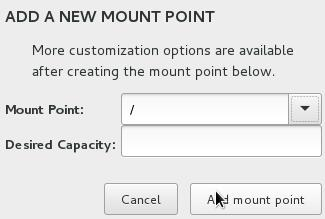 ADD A NEW MOUNT POINT
More customization options are available
after creating the mount point below.
Mount Point: /
Desired Capacity:
Cancel Add mount point